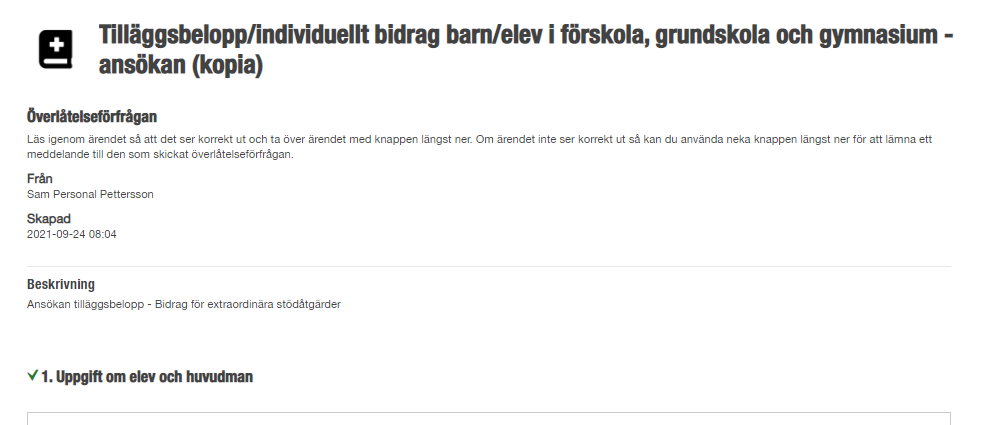 Tilläggsbelopp/individuellt bidrag barn/elev i förskola, grundskola och gymnasium -
ansökan (kopia)
Överlåtelseförfrågan
Läs igenom ärendet så att det ser korrekt ut och ta över ärendet med knappen längst ner. Om ärendet inte ser korrekt ut så kan du använda neka knappen längst ner för att lämna ett
meddelande till den som skickat överlåtelseförfrågan.
Från
Sam Personal Pettersson
Skapad
2021-09-24 08:04
Beskrivning
Ansökan tilläggsbelopp - Bidrag för extraordinära stödåtgärder
1. Uppgift om elev och huvudman